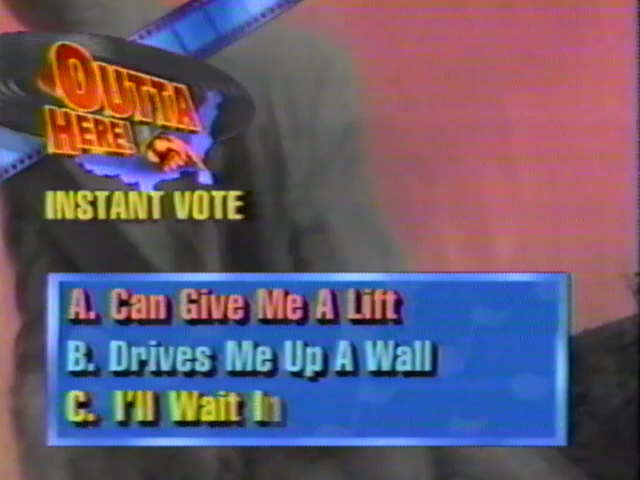 OUTTA
HERE!
INSTANT VOTE
A. Can Give Me A Lift
B. Drives Me Up A Wall
C. I'll Wait In